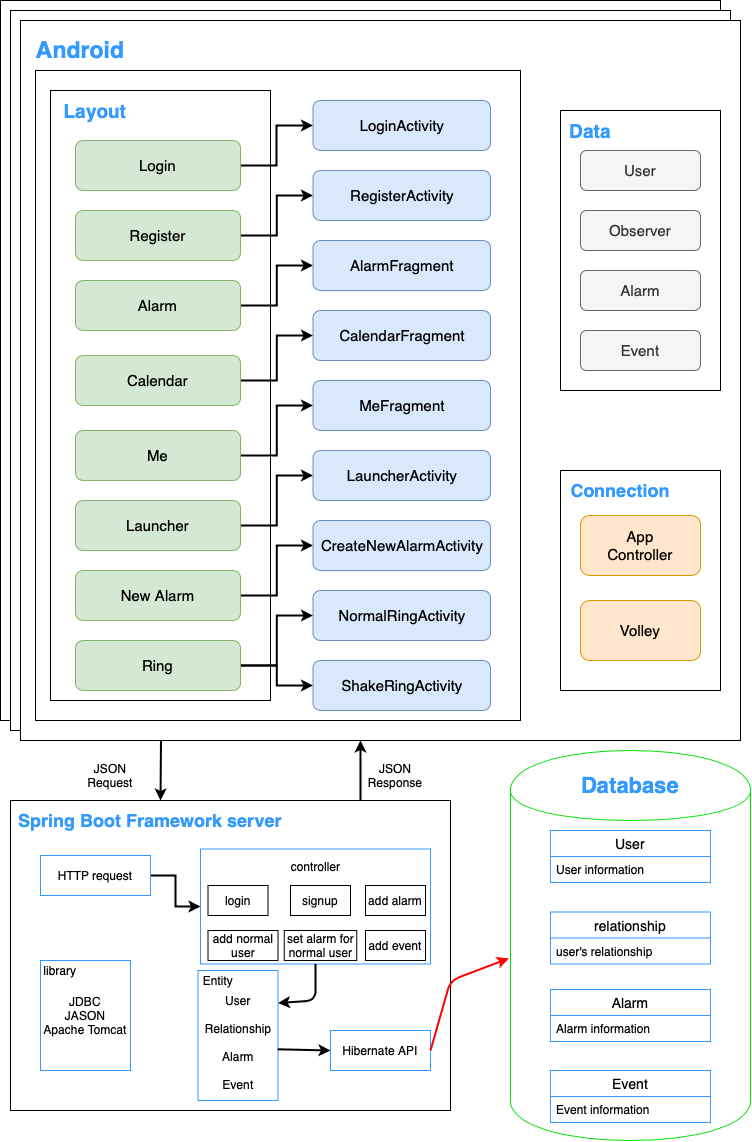 Android
Layout
Login
Register
Alarm
Calendar
Me
Launcher
New Alarm
Ring
LoginActivity
RegisterActivity
AlarmFragment
CalendarFragment
MeFragment
LauncherActivity
CreateNewAlarmActivity
NormalRingActivity
ShakeRingActivity
Data
User
Observer
Alarm
Event
Connection
App
Controller
Volley
JSON
Request
JSON
Response
Spring Boot Framework server
HTTP request
controller
login
signup
add alarm
add normal
user
set alarm for
normal user
add event
library
JDBC
JASON
Apache Tomcat
Entity
User
Relationship
Alarm
Event
Hibernate API
Database
User
User information
relationship
user's relationship
Alarm
Alarm information
Event
Event information